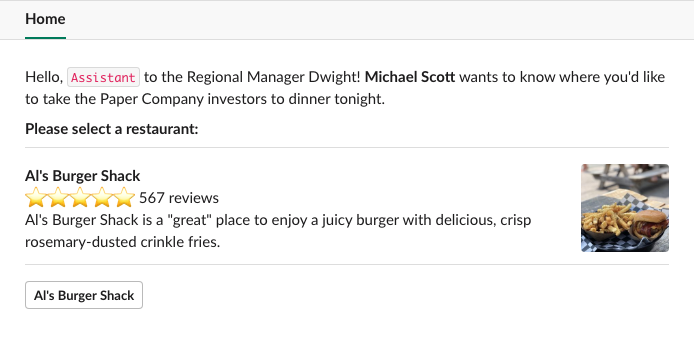 Home
Hello, Assistant to the Regional Manager Dwight! Michael Scott wants to know where you'd like
to take the Paper Company investors to dinner tonight.
Please select a restaurant:
Al's Burger Shack
⭐⭐⭐⭐⭐ 567 reviews
Al's Burger Shack is a "great" place to enjoy a juicy burger with delicious, crisp
rosemary-dusted crinkle fries.
Al's Burger Shack